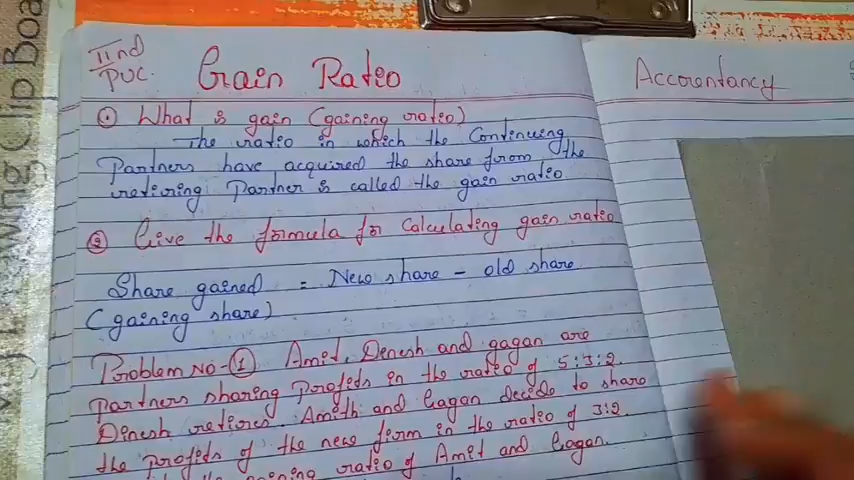 IInd
PUC.
Gain Ratio
Accountancy
① What is gain (gaining ratio)
The ratio in which the Continuing
Partners have acquired the share from the
retiring Partner is called the gain ratio
② Give the formula for calculating gain ratio
Share gained = New share - old share
(gaining share)
Problem No-① Amit, Dinesh and gagan are
partners sharing profits in the ratio of 5:3:2.
Dinesh retires. Amith and Gagan decide to share
the profits of the new firm in the ratio of 3:2.
gaining ratio of Amit and Gagan.
wing Clip Boa